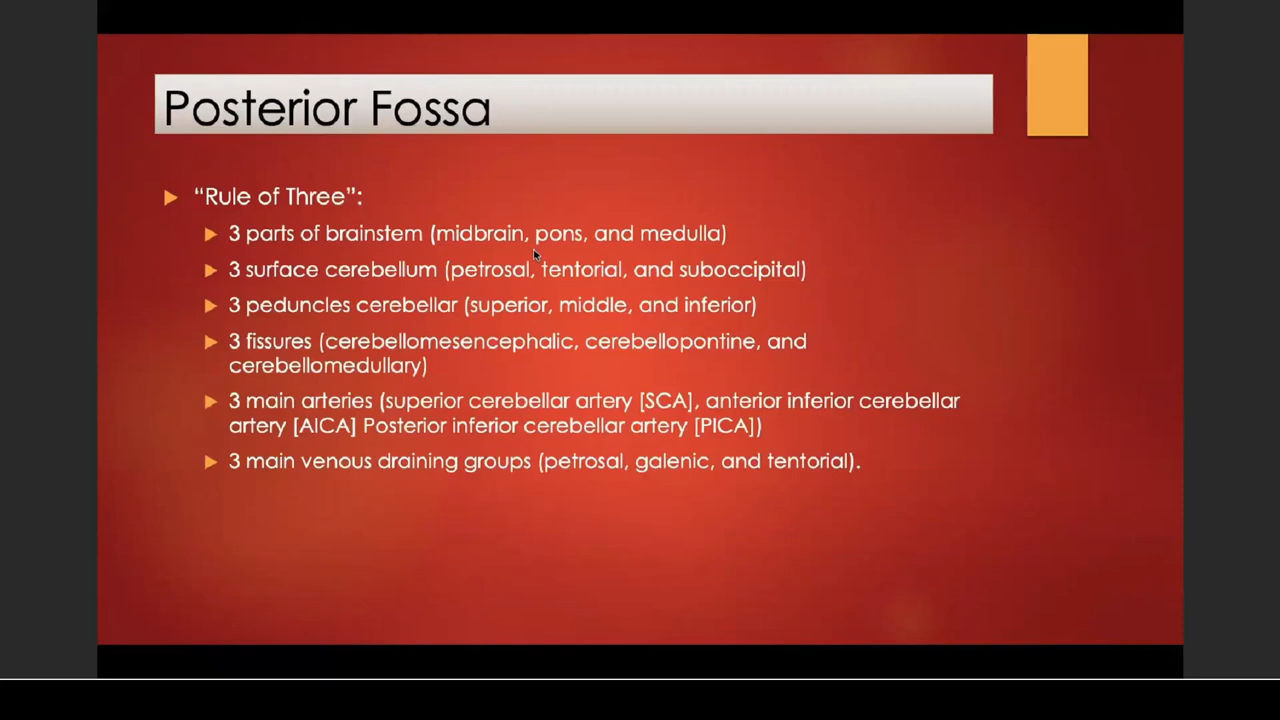 Posterior Fossa
“Rule of Three”:
3 parts of brainstem (midbrain, pons, and medulla)
3 surface cerebellum (petrosal, tentorial, and suboccipital)
3 peduncles cerebellar (superior, middle, and inferior)
3 fissures (cerebellomesencephalic, cerebellopontine, and
cerebellomedullary)
3 main arteries (superior cerebellar artery [SCA], anterior inferior cerebellar
artery [AICA] Posterior inferior cerebellar artery [PICA])
3 main venous draining groups (petrosal, galenic, and tentorial).